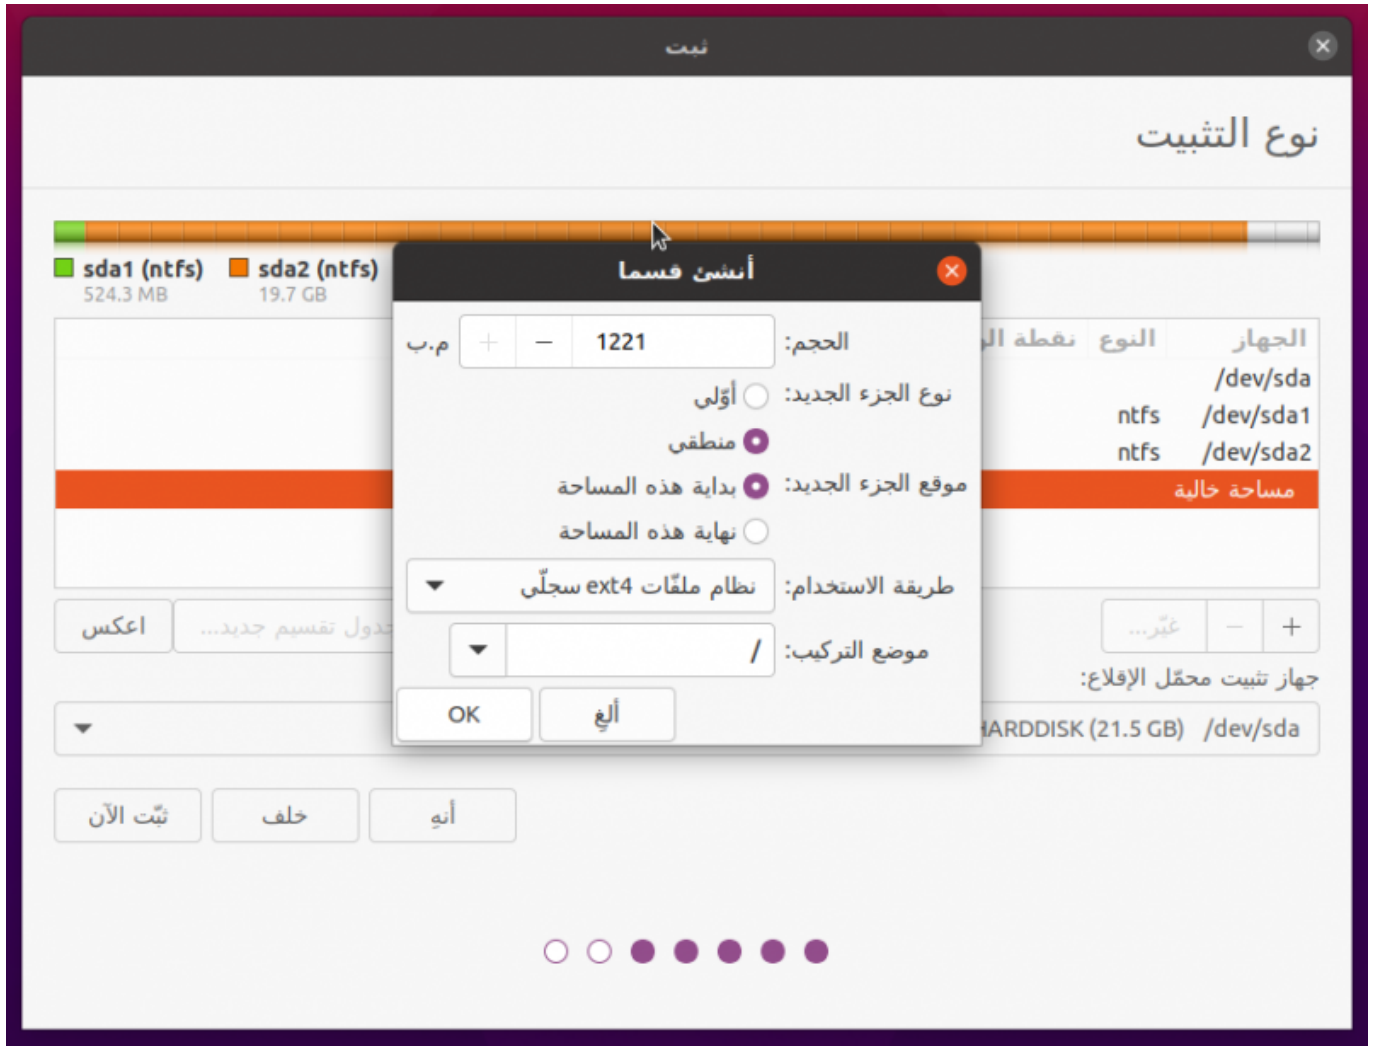 ثبت
نوع التثبيت
sda1 (ntfs) sda2 (ntfs)
524.3 MB 19.7 GB
أنشئ قسما
الحجم: 1221 م.ب
نوع الجزء الجديد: أوّلي
منطقي
موقع الجزء الجديد: بداية هذه المساحة
نهاية هذه المساحة
طريقة الاستخدام: نظام ملفّات ext4 سجلّي
موضع التركيب: /
ألغِ OK
الجهاز النوع نقطة
/dev/sda
/dev/sda1 ntfs
/dev/sda2 ntfs
مساحة خالية
+ − غيّر... تقسيم جديد... اعكس
جهاز تثبيت محمّل الإقلاع:
/dev/sda HARDDISK (21.5 GB)
أنهِ خلف ثبّت الآن